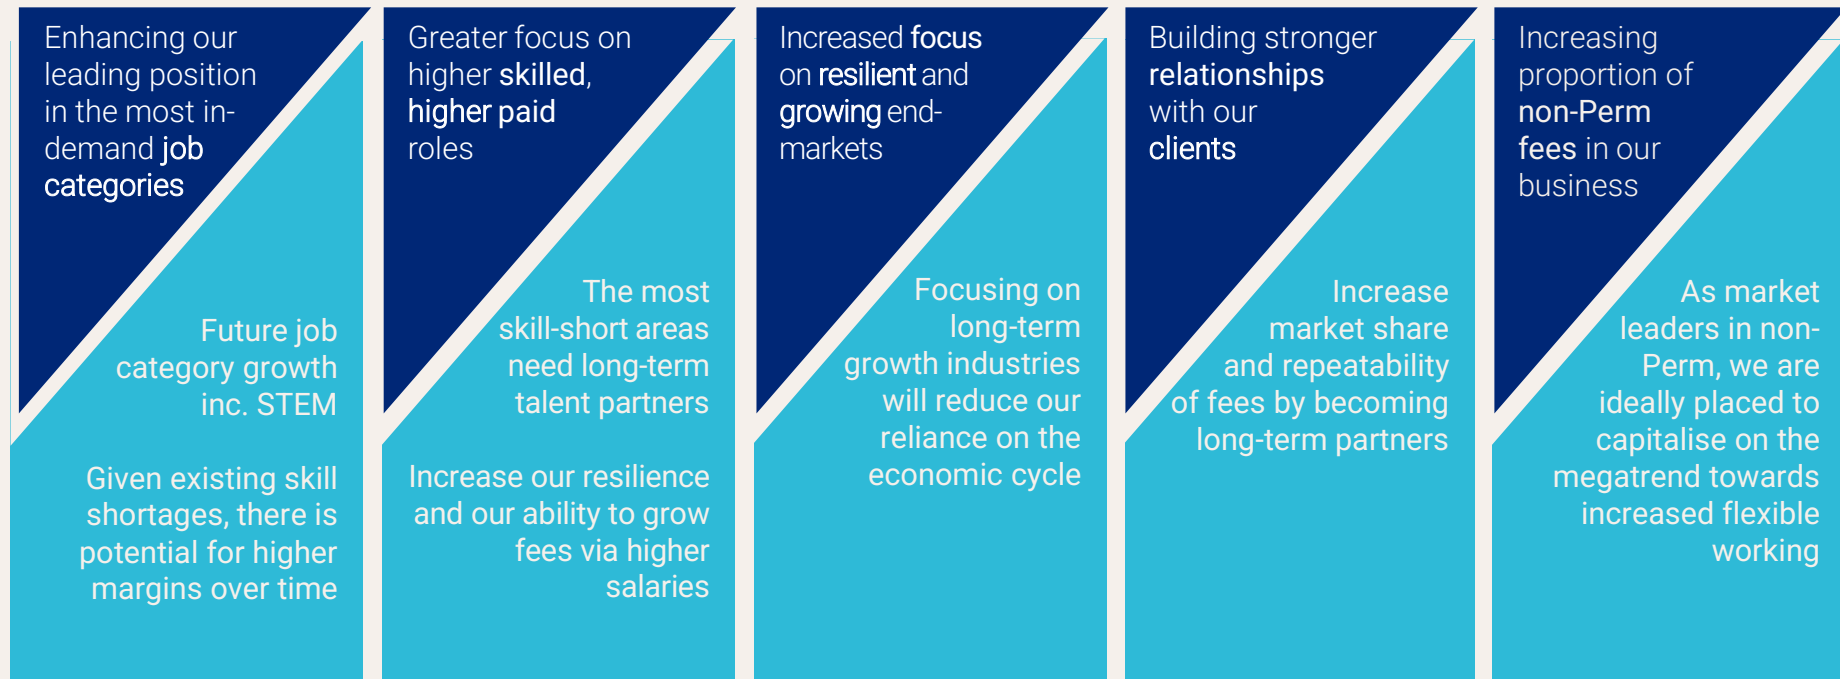 Enhancing our
leading position
in the most in-
demand job
categories
Future job
category growth
inc. STEM
Given existing skill
shortages, there is
potential for higher
margins over time
Greater focus on
higher skilled,
higher paid
roles
The most
skill-short areas
need long-term
talent partners
Increase our resilience
and our ability to grow
fees via higher
salaries
Increased focus
on resilient and
growing end-
markets
Focusing on
long-term
growth industries
will reduce our
reliance on the
economic cycle
Building stronger
relationships
with our
clients
Increase
market share
and repeatability
of fees by becoming
long-term partners
Increasing
proportion of
non-Perm
fees in our
business
As market
leaders in non-
Perm, we are
ideally placed to
capitalise on the
megatrend towards
increased flexible
working